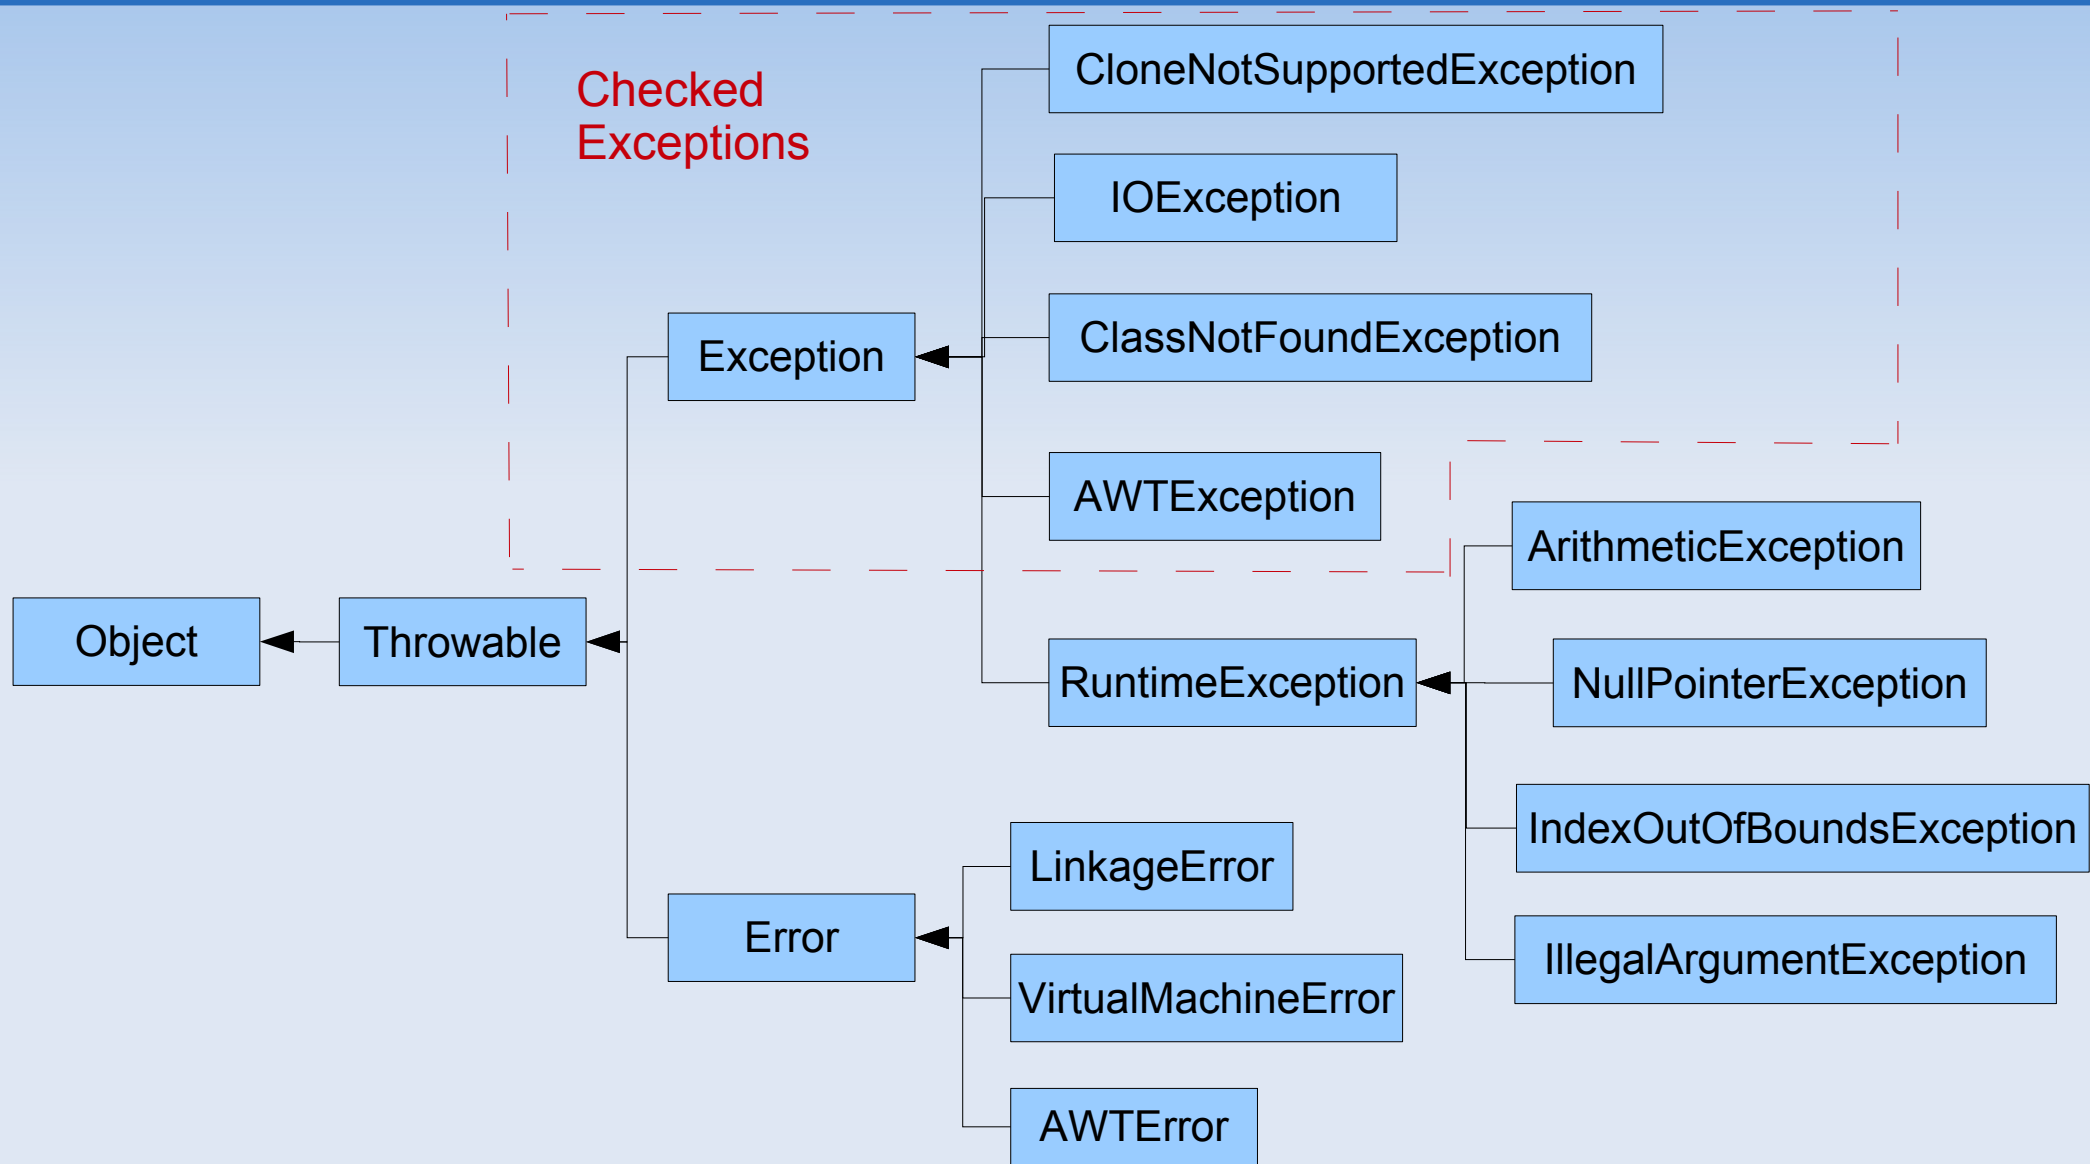 Checked
Exceptions
CloneNotSupportedException
IOException
ClassNotFoundException
Exception
AWTException
ArithmeticException
Object
Throwable
RuntimeException
NullPointerException
IndexOutOfBoundsException
LinkageError
Error
IllegalArgumentException
VirtualMachineError
AWTError